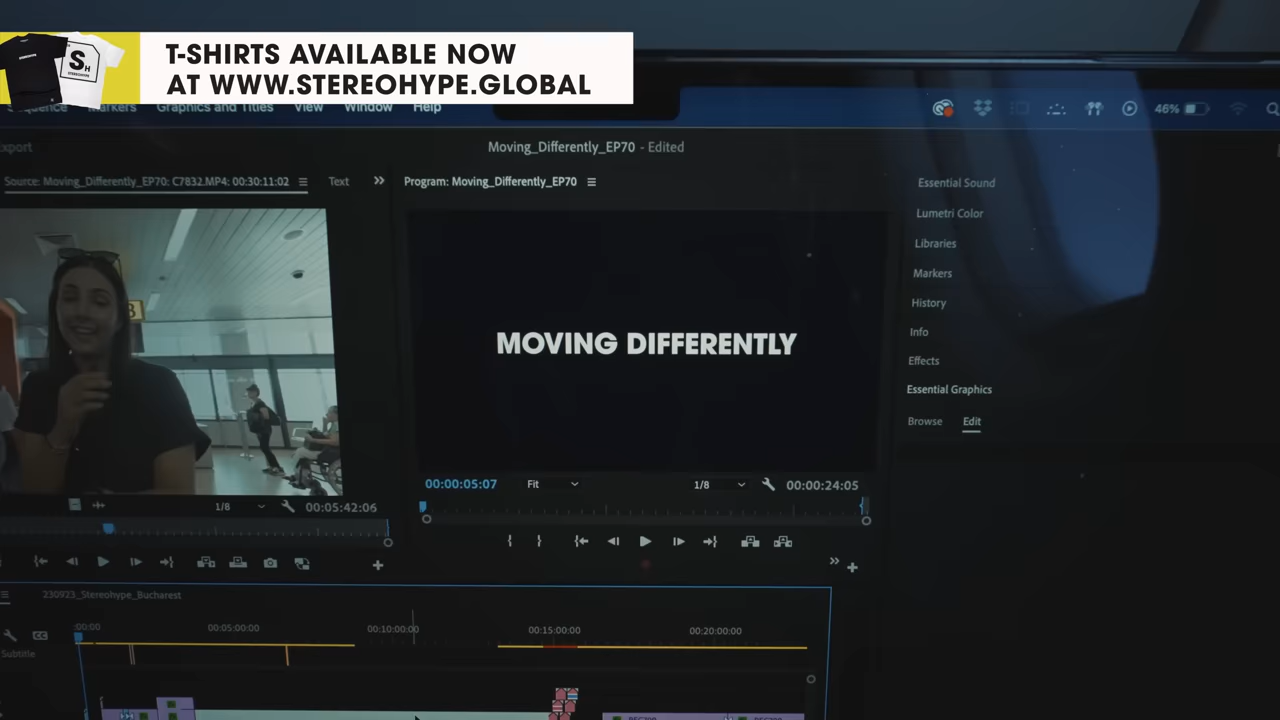 T-SHIRTS AVAILABLE NOW
AT WWW.STEREOHYPE.GLOBAL
S H
STEREOHYPE
Sequence Markers Graphics and Titles View Window Help
46%
Export
Moving_Differently_EP70 - Edited
Source: Moving_Differently_EP70: C7832.MP4: 00:30:11:02
Text
Program: Moving_Differently_EP70
Essential Sound
Lumetri Color
Libraries
Markers
History
Info
Effects
Essential Graphics
Browse Edit
MOVING DIFFERENTLY
1/8
00:05:42:06
00:00:05:07
Fit
1/8
00:00:24:05
230923_Stereohype_Bucharest
:00:00
00:05:00:00
00:10:00:00
00:15:00:00
00:20:00:00
Subtitle